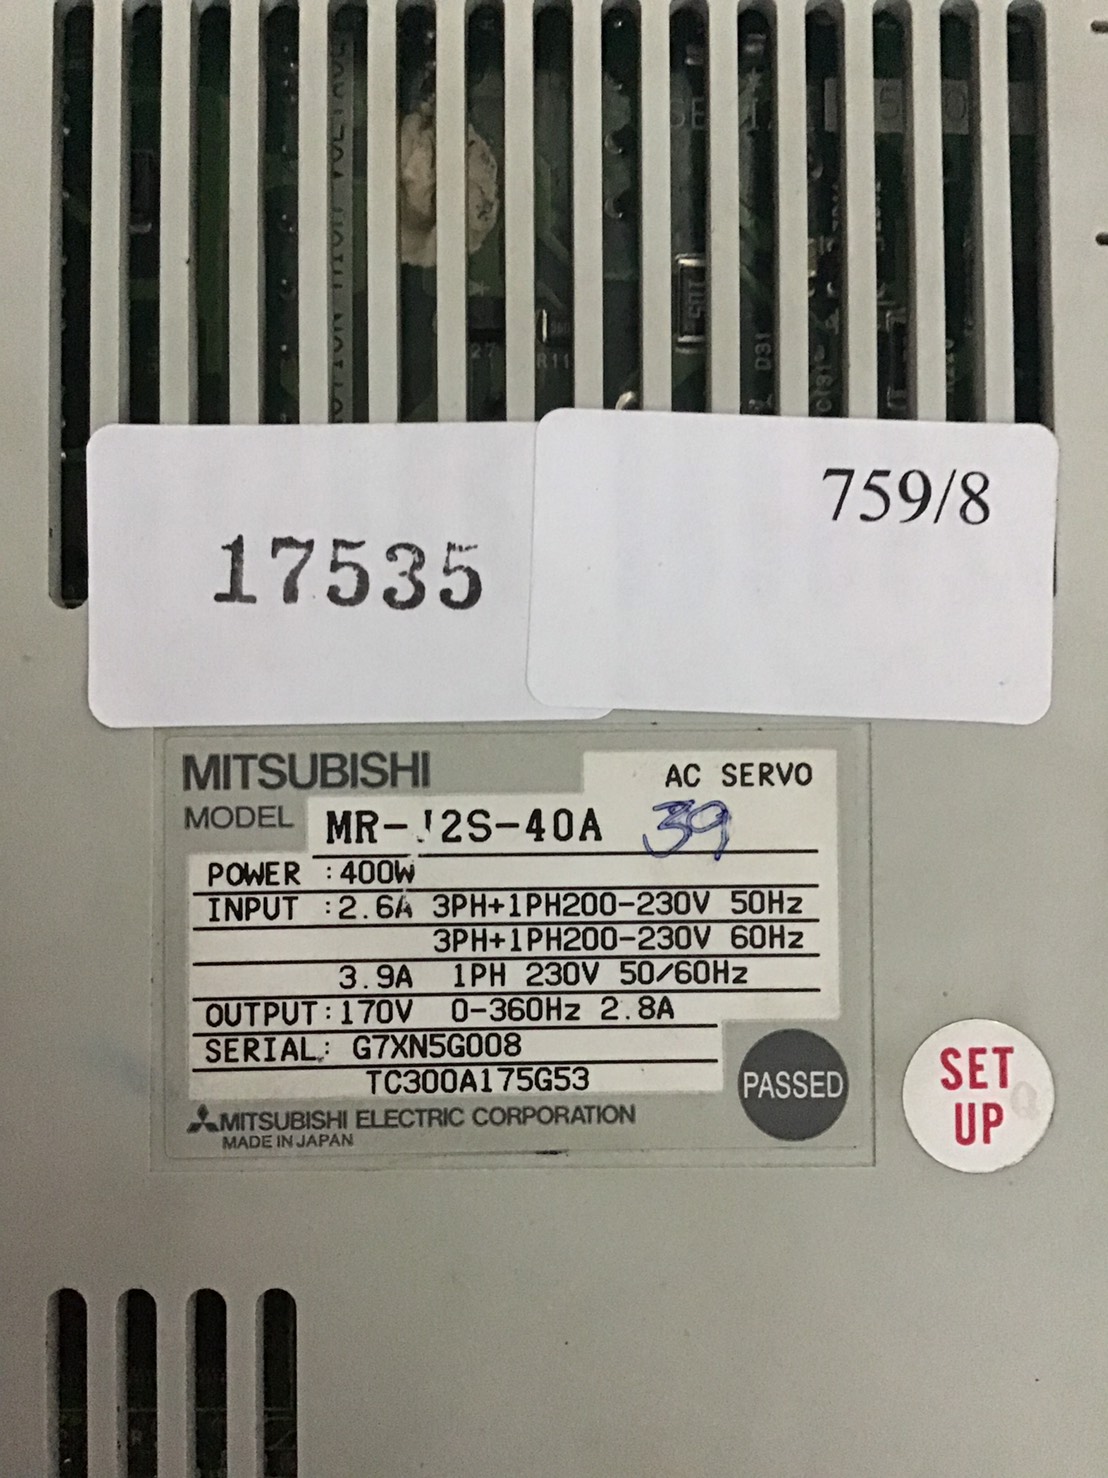 R11
D31
17535
759/8
MITSUBISHI
AC SERVO
MODEL MR-J2S-40A 39
POWER :400W
INPUT :2.6A 3PH+1PH200-230V 50Hz
3PH+1PH200-230V 60Hz
3.9A 1PH 230V 50/60Hz
OUTPUT:170V 0-360Hz 2.8A
SERIAL: G7XN5G008
TC300A175G53
PASSED
MITSUBISHI ELECTRIC CORPORATION
MADE IN JAPAN
SET
UP